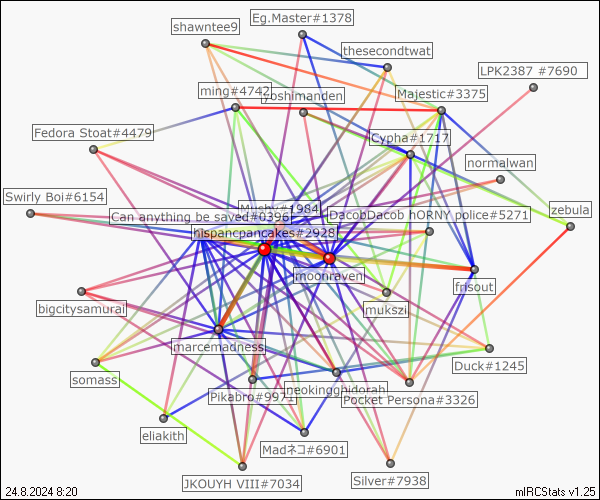 Eg.Master#1378
shawntee9
thesecondtwat
LPK2387 #7690
ming#4742
yoshimanden
Majestic#3375
Fedora Stoat#4479
Cypha#1717
normalwan
Swirly Boi#6154
Mushy#1984
Can anything be saved#0396
DacobDacob hORNY police#5271
zebula
hispanicpancakes#2928
moonraven
frisout
bigcitysamurai
mukszii
marcemadness
somass
Duck#1245
neokingghidorah
Pikabro#9971
Pocket Persona#3326
eliakith
Madネコ#6901
JKOUYH VIII#7034
Silver#7938
24.8.2024 8:20
mIRCStats v1.25